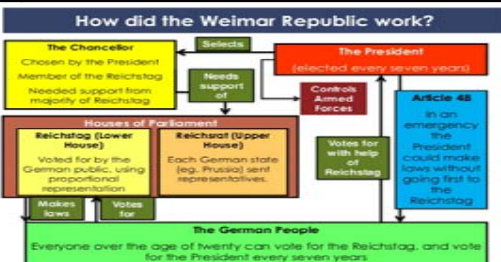 How did the Weimar Republic work?
The Chancellor
Chosen by the President
Member of the Reichstag
Needed support from
majority of Reichstag
Selects
The President
(elected every seven years)
Needs
support
of
Controls
Armed
Forces
Article 48
In an
emergency
the
President
could make
laws without
going first to
the
Reichstag
Houses of Parliament
Reichstag (Lower
House)
Voted for by the
German public, using
proportional
representation
Reichsrat (Upper
House)
Each German state
(eg. Prussia) sent
representatives.
Votes for
with help
of
Reichstag
Makes
laws
Votes
for
The German People
Everyone over the age of twenty can vote for the Reichstag, and vote
for the President every seven years